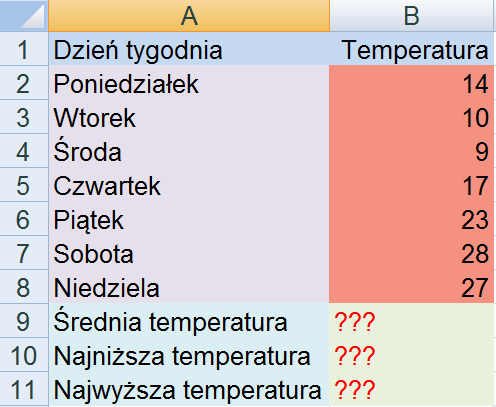 A B
1 Dzień tygodnia Temperatura
2 Poniedziałek 14
3 Wtorek 10
4 Środa 9
5 Czwartek 17
6 Piątek 23
7 Sobota 28
8 Niedziela 27
9 Średnia temperatura ???
10 Najniższa temperatura ???
11 Najwyższa temperatura ???